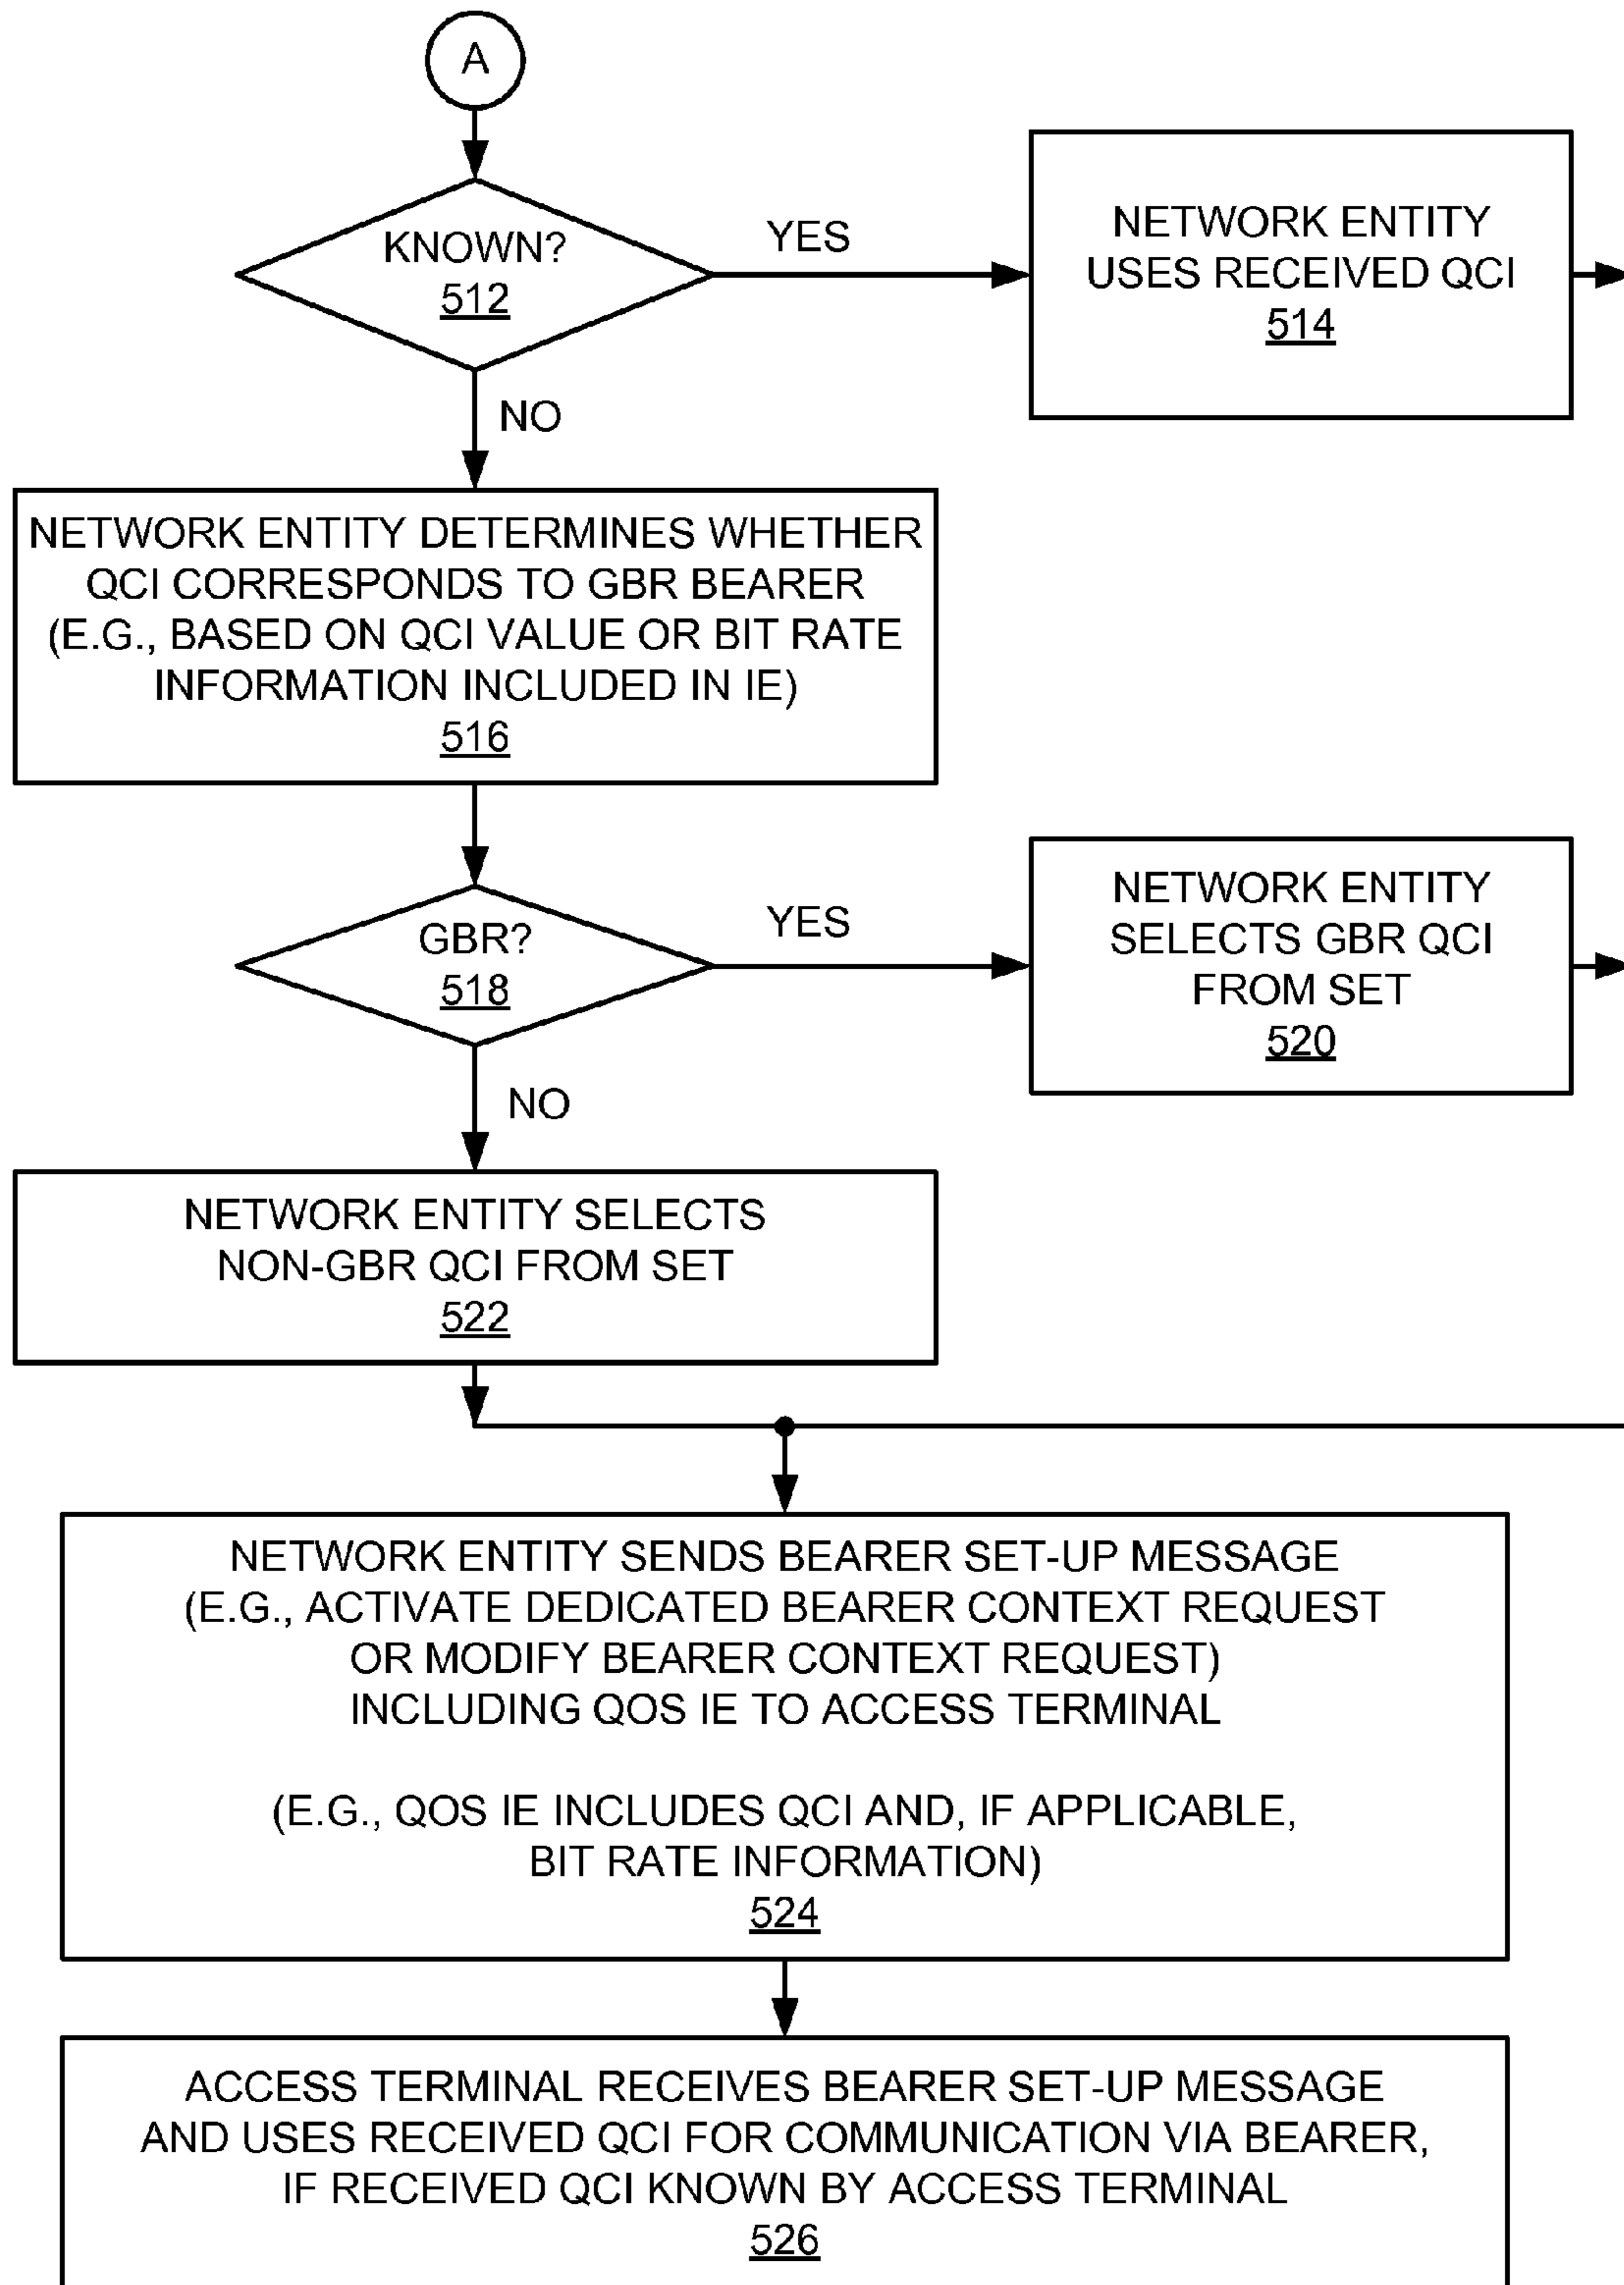 A
KNOWN?
512
YES
NETWORK ENTITY
USES RECEIVED QCI
514
NO
NETWORK ENTITY DETERMINES WHETHER
QCI CORRESPONDS TO GBR BEARER
(E.G., BASED ON QCI VALUE OR BIT RATE
INFORMATION INCLUDED IN IE)
516
GBR?
518
YES
NETWORK ENTITY
SELECTS GBR QCI
FROM SET
520
NO
NETWORK ENTITY SELECTS
NON-GBR QCI FROM SET
522
NETWORK ENTITY SENDS BEARER SET-UP MESSAGE
(E.G., ACTIVATE DEDICATED BEARER CONTEXT REQUEST
OR MODIFY BEARER CONTEXT REQUEST)
INCLUDING QOS IE TO ACCESS TERMINAL
(E.G., QOS IE INCLUDES QCI AND, IF APPLICABLE,
BIT RATE INFORMATION)
524
ACCESS TERMINAL RECEIVES BEARER SET-UP MESSAGE
AND USES RECEIVED QCI FOR COMMUNICATION VIA BEARER,
IF RECEIVED QCI KNOWN BY ACCESS TERMINAL
526